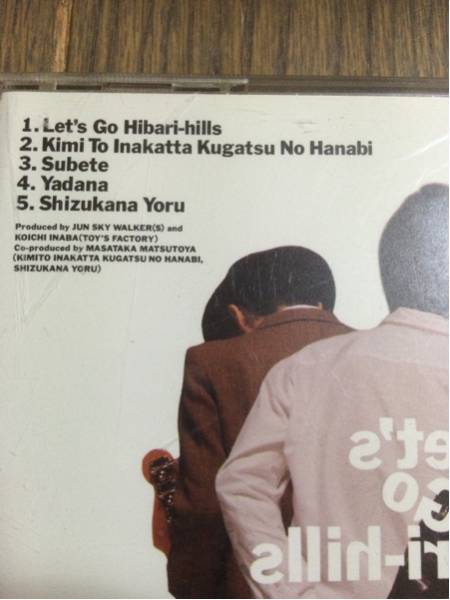 1. Let's Go Hibari-hills
2. Kimi To Inakatta Kugatsu No Hanabi
3. Subete
4. Yadana
5. Shizukana Yoru
Produced by JUN SKY WALKER(S) and
KOICHI INABA(TOY'S FACTORY)
Co-produced by MASATAKA MATSUTOYA
(KIMITO INAKATTA KUGATSU NO HANABI,
SHIZUKANA YORU)
et's
Go
ri-hills